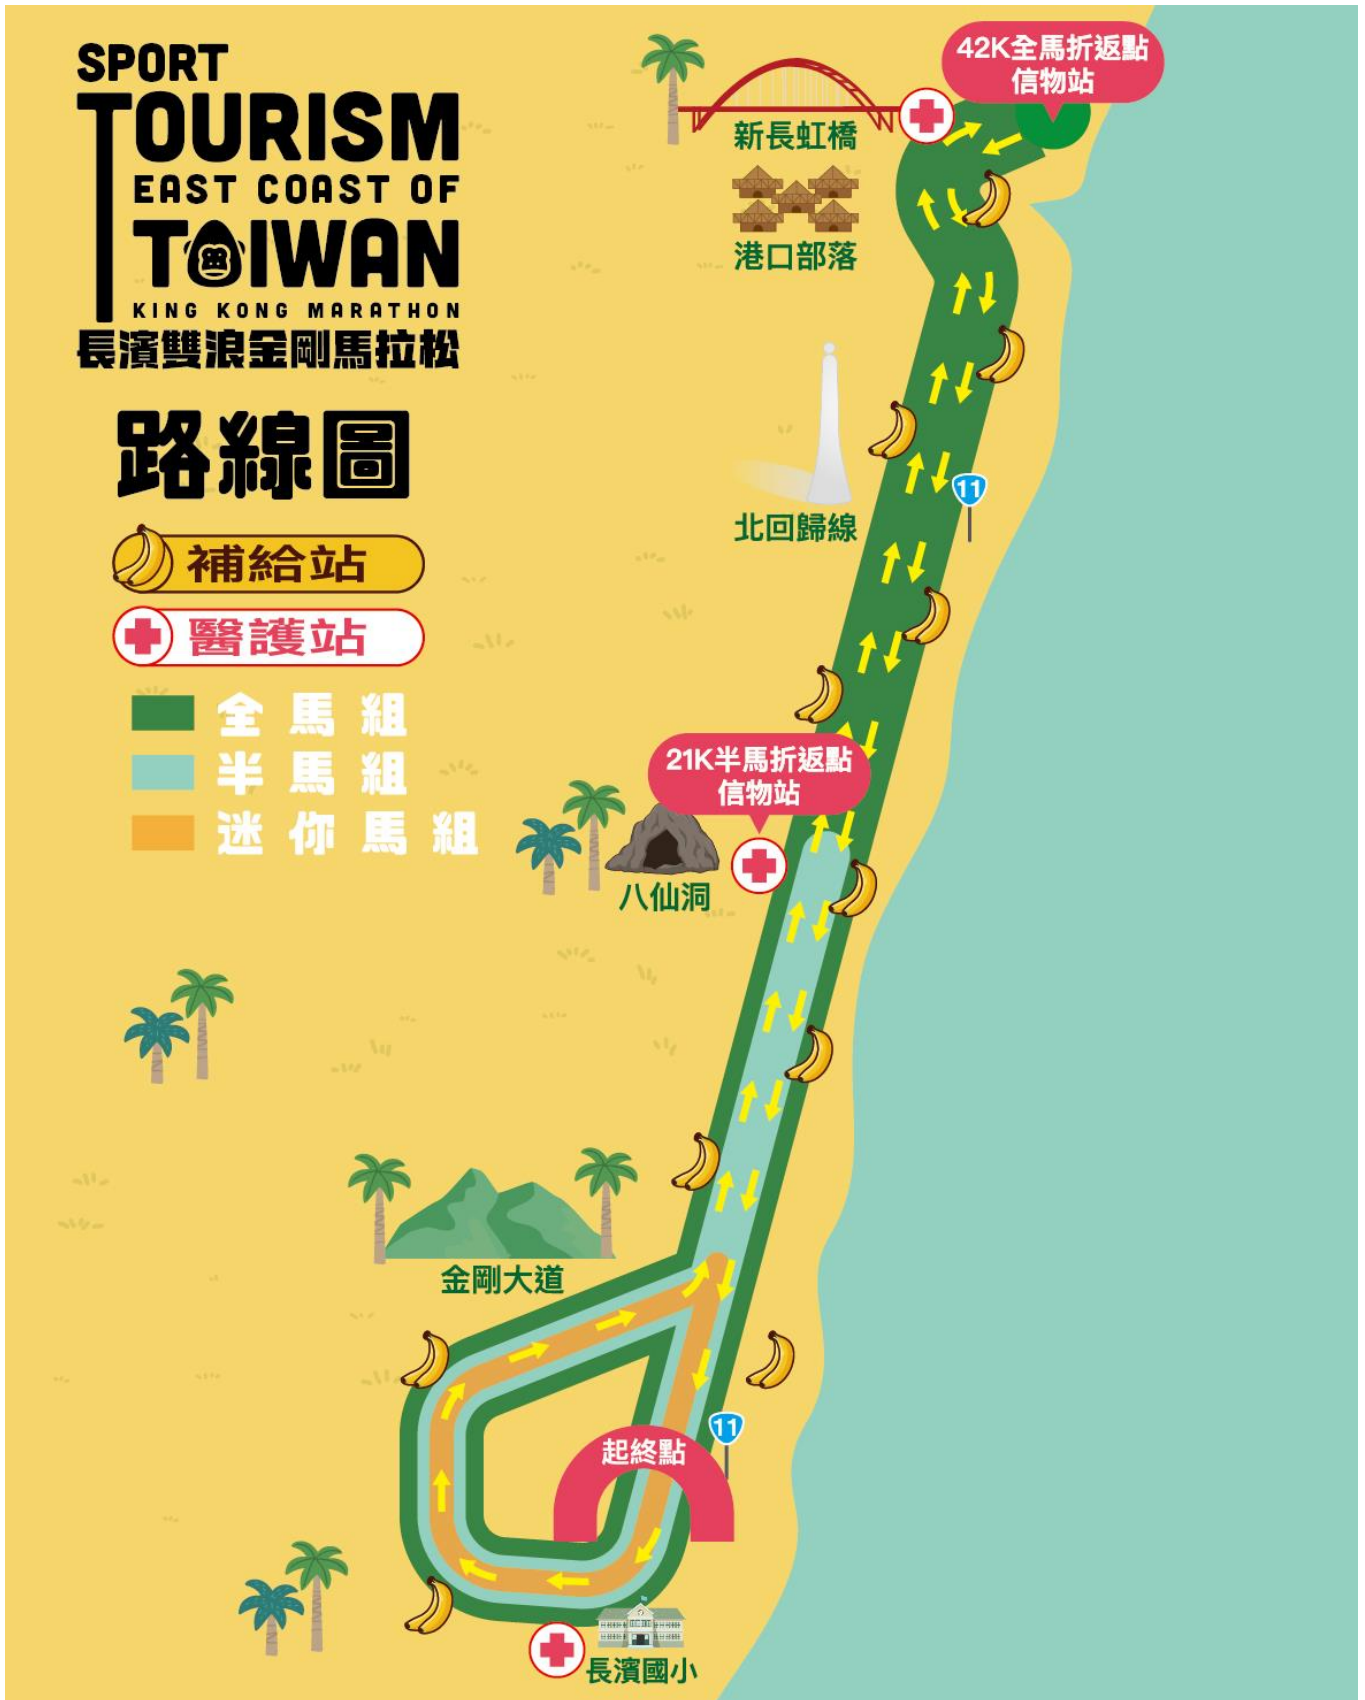 SPORT
TOURISM
EAST COAST OF
TAIWAN
KING KONG MARATHON
長濱雙浪金剛馬拉松
路線圖
補給站
醫護站
全馬組
半馬組
迷你馬組
42K全馬折返點
信物站
新長虹橋
港口部落
北回歸線
11
21K半馬折返點
信物站
八仙洞
金剛大道
11
起終點
長濱國小